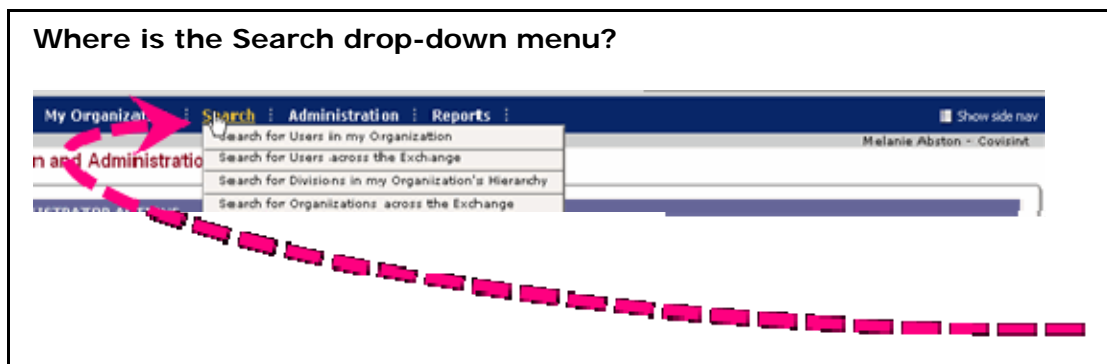 Where is the Search drop-down menu?
My Organiza Search Administration Reports Show side nav
Search for Users in my Organization
Melanie Abston - Covisint
Search for Users across the Exchange
n and Administratio
Search for Divisions in my Organization's Hierarchy
Search for Organizations across the Exchange